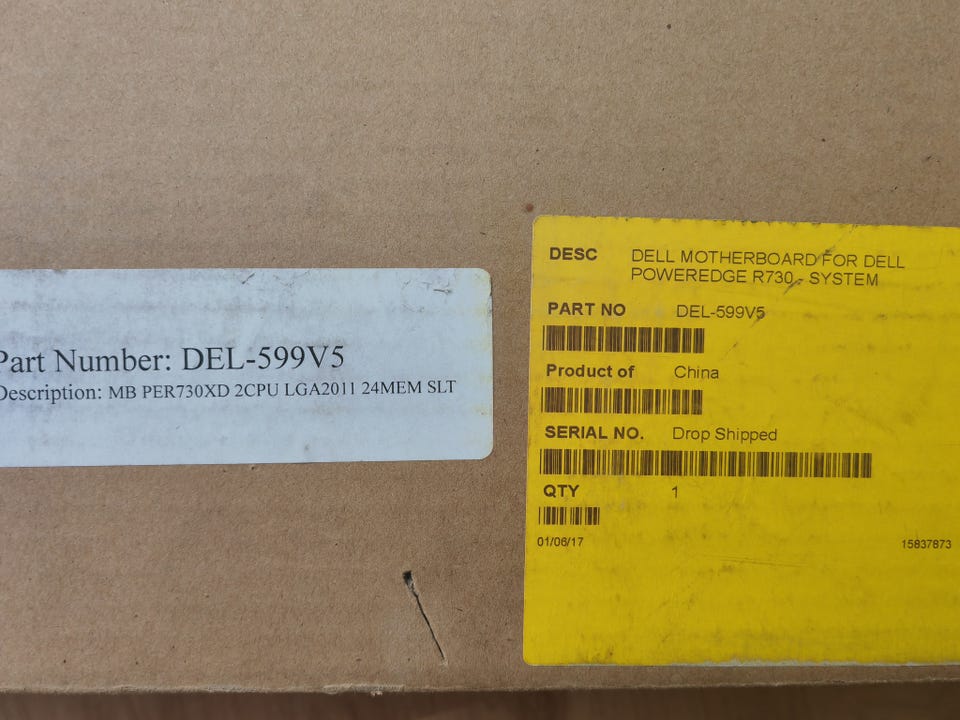 Part Number: DEL-599V5
Description: MB PER730XD 2CPU LGA2011 24MEM SLT
DESC DELL MOTHERBOARD FOR DELL
POWEREDGE R730 - SYSTEM
PART NO DEL-599V5
Product of China
SERIAL NO. Drop Shipped
QTY 1
01/06/17 15837873